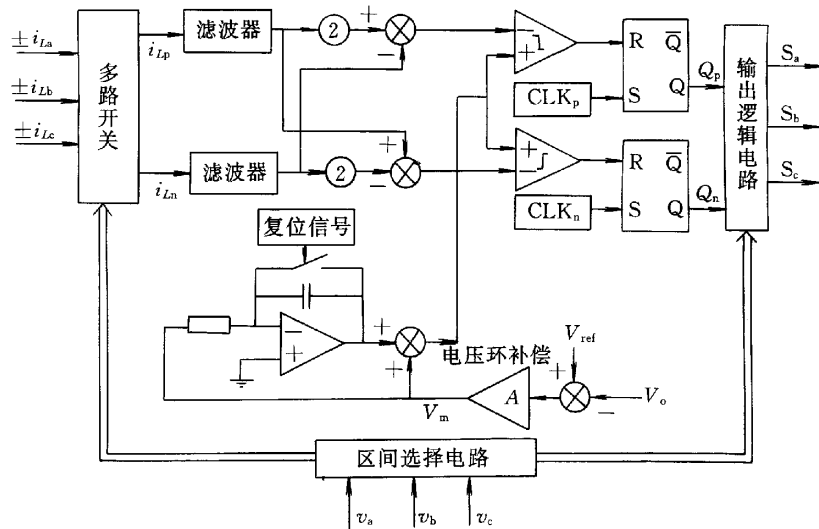 ±i_La
±i_Lb
±i_Lc
多路开关
i_Lp
i_Ln
滤波器
滤波器
2
2
+
−
+
−
−
+
+
−
CLK_p
CLK_n
R Q̅
S Q
R Q̅
S Q
Q_p
Q_n
输出逻辑电路
S_a
S_b
S_c
复位信号
−
+
+
+
电压环补偿
V_m
A
V_ref
+
−
V_o
区间选择电路
v_a
v_b
v_c